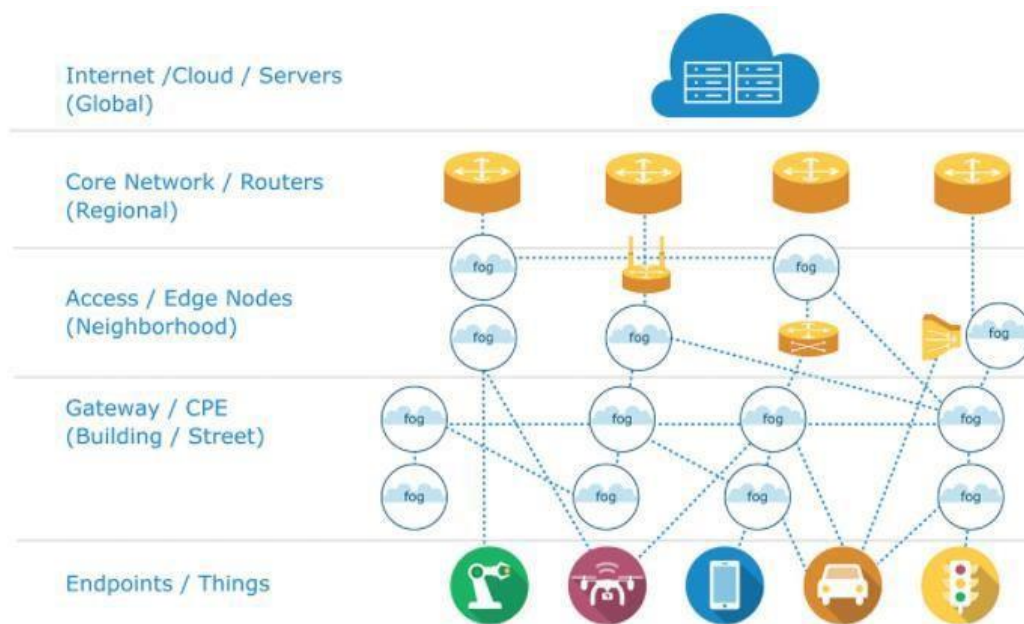 Internet /Cloud / Servers
(Global)
Core Network / Routers
(Regional)
fog
fog
Access / Edge Nodes
(Neighborhood)
fog
fog
fog
Gateway / CPE
(Building / Street)
fog
fog
fog
fog
fog
fog
fog
fog
Endpoints / Things